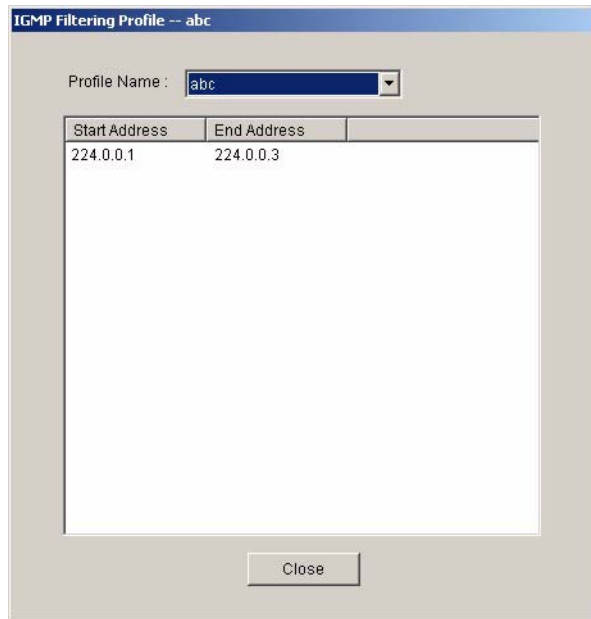 IGMP Filtering Profile -- abc
Profile Name : abc
Start Address End Address
224.0.0.1 224.0.0.3
Close